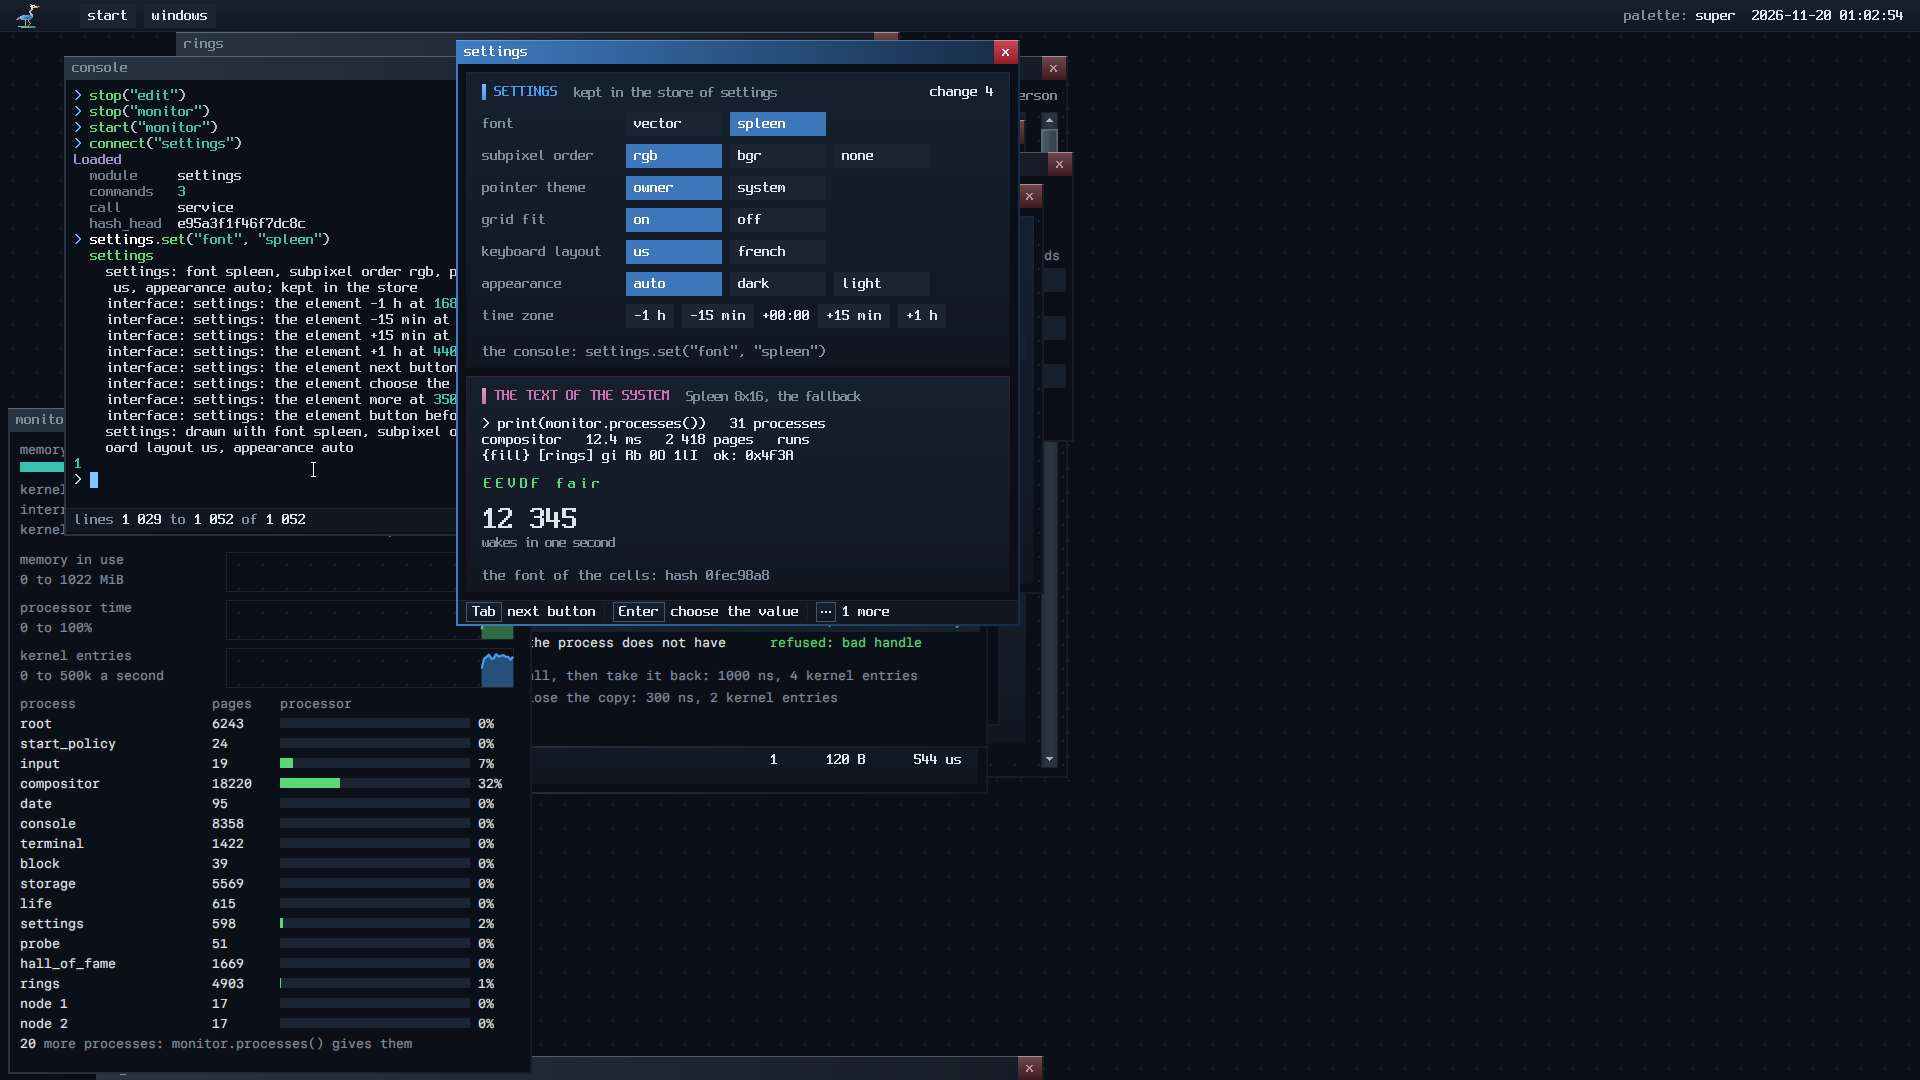 start windows palette: super 2026-11-20 01:02:54
rings
console
> stop("edit")
> stop("monitor")
> start("monitor")
> connect("settings")
Loaded
module settings
commands 3
call service
hash_head e95a3f1f46f7dc8c
> settings.set("font", "spleen")
settings
settings: font spleen, subpixel order rgb, p
us, appearance auto; kept in the store
interface: settings: the element -1 h at 168
interface: settings: the element -15 min at
interface: settings: the element +15 min at
interface: settings: the element +1 h at 440
interface: settings: the element next button
interface: settings: the element choose the
interface: settings: the element more at 350
interface: settings: the element button befo
settings: drawn with font spleen, subpixel o
oard layout us, appearance auto
1
>
lines 1 029 to 1 052 of 1 052
settings x
SETTINGS kept in the store of settings change 4
font vector spleen
subpixel order rgb bgr none
pointer theme owner system
grid fit on off
keyboard layout us french
appearance auto dark light
time zone -1 h -15 min +00:00 +15 min +1 h
the console: settings.set("font", "spleen")
THE TEXT OF THE SYSTEM Spleen 8x16, the fallback
> print(monitor.processes()) 31 processes
compositor 12.4 ms 2 418 pages runs
{fill} [rings] gi Rb 0O 1lI ok: 0x4F3A
EEVDF fair
12 345
wakes in one second
the font of the cells: hash 0fec98a8
Tab next button Enter choose the value ... 1 more
x
erson
x
x
ds
monito
memory
kernel
inter
kernel
memory in use
0 to 1022 MiB
processor time
0 to 100%
kernel entries
0 to 500k a second
process pages processor
root 6243 0%
start_policy 24 0%
input 19 7%
compositor 18220 32%
date 95 0%
console 8358 0%
terminal 1422 0%
block 39 0%
storage 5569 0%
life 615 0%
settings 598 2%
probe 51 0%
hall_of_fame 1669 0%
rings 4903 1%
node 1 17 0%
node 2 17 0%
20 more processes: monitor.processes() gives them
the process does not have refused: bad handle
all, then take it back: 1000 ns, 4 kernel entries
lose the copy: 300 ns, 2 kernel entries
1 120 B 544 us
x